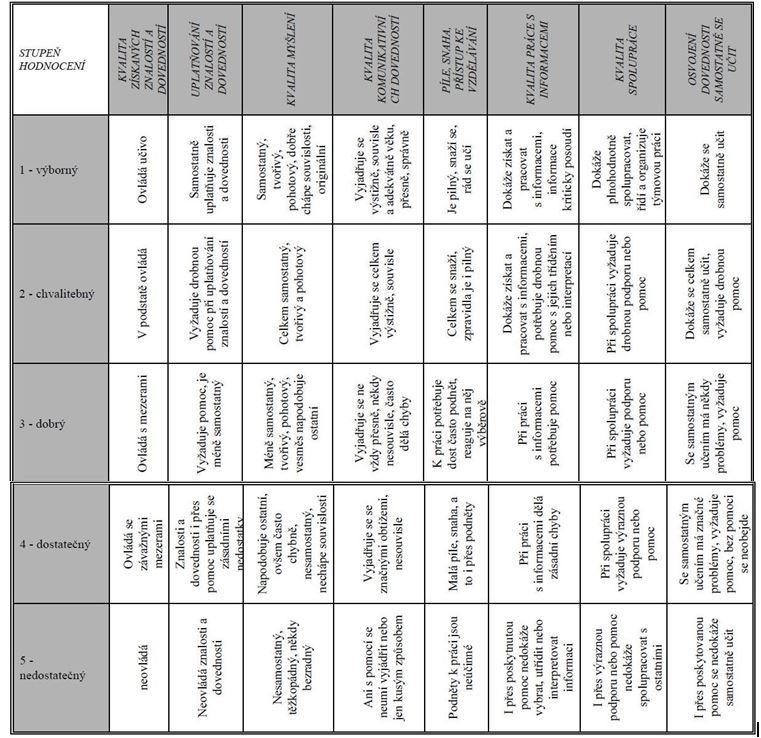 STUPEŇ
HODNOCENÍ
KVALITA
ZÍSKANÝCH
ZNALOSTÍ A
DOVEDNOSTÍ
UPLATŇOVÁNÍ
ZNALOSTÍ A
DOVEDNOSTÍ
KVALITA MYŠLENÍ
KVALITA
KOMUNIKATIVNÍ
CH DOVEDNOSTÍ
PÍLE, SNAHA,
PŘÍSTUP KE
VZDĚLÁVÁNÍ
KVALITA PRÁCE S
INFORMACEMI
KVALITA
SPOLUPRACE
OSVOJENÍ
DOVEDNOSTI
SAMOSTATNĚ SE
UČIT
1 - výborný
Ovládá učivo
Samostatně
uplatňuje znalosti
a dovednosti
Samostatný,
tvořivý,
pohotový, dobře
chápe souvislosti,
originální
Vyjadřuje se
výstižně, souvisle
a adekvátně věku,
přesně, správně
Je pilný, snaží se,
rád se učí
Dokáže získat a
pracovat
s informacemi,
informace
kriticky posoudí
Dokáže
plnohodnotně
spolupracovat,
řídí a organizuje
týmovou práci
Dokáže se
samostatně učit
2 - chvalitebný
V podstatě ovládá
Vyžaduje drobnou
pomoc při uplatňování
znalostí a dovedností
Celkem samostatný,
tvořivý a pohotový
Vyjadřuje se celkem
výstižně, souvisle
Celkem se snaží,
zpravidla je i pilný
Dokáže získat a
pracovat s informacemi,
potřebuje drobnou
pomoc s jejich tříděním
nebo interpretací
Při spolupráci vyžaduje
drobnou podporu nebo
pomoc
Dokáže se celkem
samostatně učit,
vyžaduje drobnou
pomoc
3 - dobrý
Ovládá s mezerami
Vyžaduje pomoc, je
méně samostatný
Méně samostatný,
tvořivý, pohotový,
vesměs napodobuje
ostatní
Vyjadřuje se ne
vždy přesně, někdy
nesouvisle, často
dělá chyby
K práci potřebuje
dost často podnět,
reaguje na něj
výběrově
Při práci
s informacemi
potřebuje pomoc
Při spolupráci
vyžaduje podporu
nebo pomoc
Se samostatným
učením má někdy
problémy, vyžaduje
pomoc
4 - dostatečný
Ovládá se
závažnými
mezerami
Znalosti a
dovednosti i přes
pomoc uplatňuje se
zásadními
nedostatky
Napodobuje ostatní,
ovšem často
chybně,
nesamostatný,
nechápe souvislosti
Vyjadřuje se se
značnými obtížemi,
nesouvisle
Malá píle, snaha, a
to i přes podněty
Při práci
s informacemi dělá
zásadní chyby
Při spolupráci
vyžaduje výraznou
podporu nebo
pomoc
Se samostatným
učením má značné
problémy, vyžaduje
pomoc, bez pomoci
se neobejde
5 -
nedostatečný
neovládá
Neovládá znalosti a
dovednosti
Nesamostatný,
těžkopádný, někdy
bezradný
Ani s pomocí se
neumí vyjádřit nebo
jen kusým způsobem
Podněty k práci jsou
neúčinné
I přes poskytnutou
pomoc nedokáže
vybrat, utřídit nebo
interpretovat
informaci
I přes výraznou
podporu nebo pomoc
nedokáže
spolupracovat s
ostatními
I přes poskytovanou
pomoc se nedokáže
samostatně učit